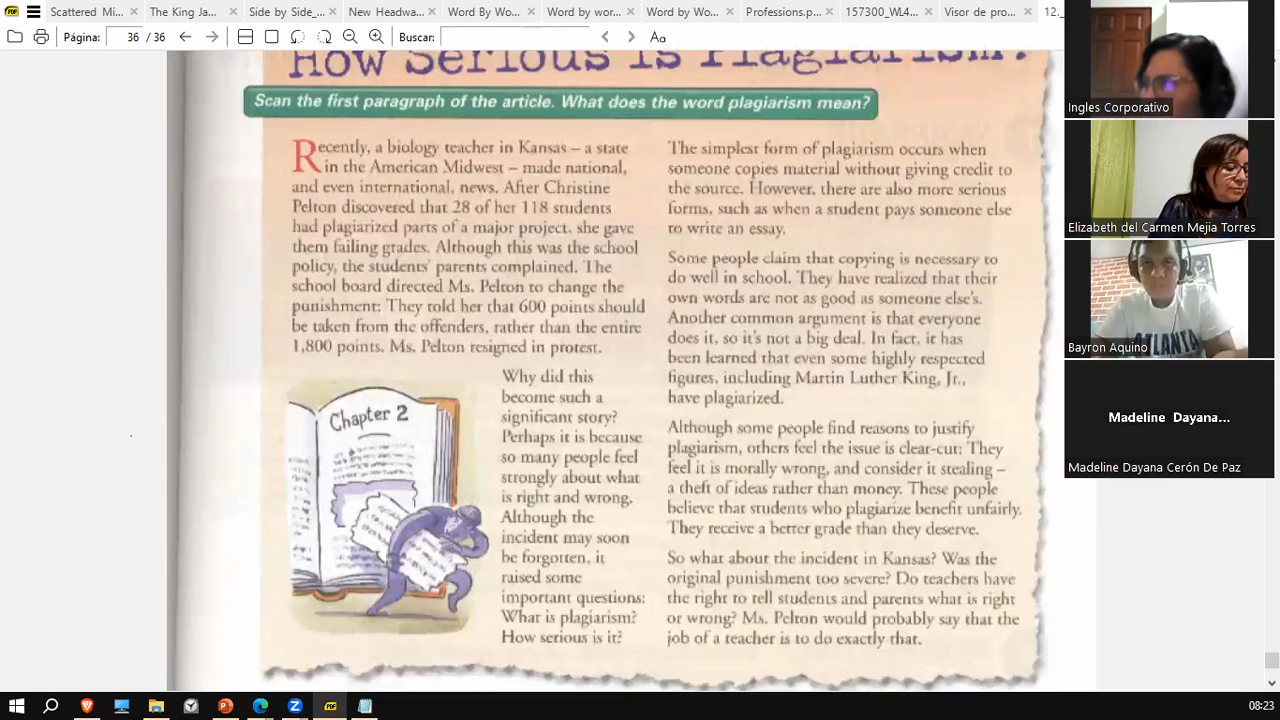 Scattered Mi...
The King Ja...
Side by Side_...
New Headwa...
Word By Wo...
Word by wor...
Word by Wo...
Professions.p...
157300_WL4...
Visor de pro...
12._
Página:
36 / 36
Buscar:
Aα
How Serious is Plagiarism?
Scan the first paragraph of the article. What does the word plagiarism mean?
Recently, a biology teacher in Kansas – a state
in the American Midwest – made national,
and even international, news. After Christine
Pelton discovered that 28 of her 118 students
had plagiarized parts of a major project, she gave
them failing grades. Although this was the school
policy, the students' parents complained. The
school board directed Ms. Pelton to change the
punishment: They told her that 600 points should
be taken from the offenders, rather than the entire
1,800 points. Ms. Pelton resigned in protest.
Chapter 2
Why did this
become such a
significant story?
Perhaps it is because
so many people feel
strongly about what
is right and wrong.
Although the
incident may soon
be forgotten, it
raised some
important questions:
What is plagiarism?
How serious is it?
The simplest form of plagiarism occurs when
someone copies material without giving credit to
the source. However, there are also more serious
forms, such as when a student pays someone else
to write an essay.
Some people claim that copying is necessary to
do well in school. They have realized that their
own words are not as good as someone else's.
Another common argument is that everyone
does it, so it's not a big deal. In fact, it has
been learned that even some highly respected
figures, including Martin Luther King, Jr.,
have plagiarized.
Although some people find reasons to justify
plagiarism, others feel the issue is clear-cut: They
feel it is morally wrong, and consider it stealing –
a theft of ideas rather than money. These people
believe that students who plagiarize benefit unfairly.
They receive a better grade than they deserve.
So what about the incident in Kansas? Was the
original punishment too severe? Do teachers have
the right to tell students and parents what is right
or wrong? Ms. Pelton would probably say that the
job of a teacher is to do exactly that.
Ingles Corporativo
Elizabeth del Carmen Mejia Torres
ATLANTA
Bayron Aquino
Madeline Dayana...
Madeline Dayana Cerón De Paz
08:23